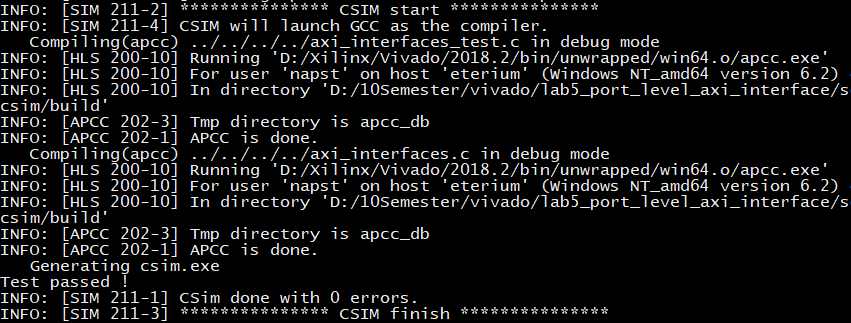 INFO: [SIM 211-2] *************** CSIM start ***************
INFO: [SIM 211-4] CSIM will launch GCC as the compiler.
   Compiling(apcc) ../../../../axi_interfaces_test.c in debug mode
INFO: [HLS 200-10] Running 'D:/Xilinx/Vivado/2018.2/bin/unwrapped/win64.o/apcc.exe'
INFO: [HLS 200-10] For user 'napst' on host 'eterium' (Windows NT_amd64 version 6.2)
INFO: [HLS 200-10] In directory 'D:/10Semester/vivado/lab5_port_level_axi_interface/s
csim/build'
INFO: [APCC 202-3] Tmp directory is apcc_db
INFO: [APCC 202-1] APCC is done.
   Compiling(apcc) ../../../../axi_interfaces.c in debug mode
INFO: [HLS 200-10] Running 'D:/Xilinx/Vivado/2018.2/bin/unwrapped/win64.o/apcc.exe'
INFO: [HLS 200-10] For user 'napst' on host 'eterium' (Windows NT_amd64 version 6.2)
INFO: [HLS 200-10] In directory 'D:/10Semester/vivado/lab5_port_level_axi_interface/s
csim/build'
INFO: [APCC 202-3] Tmp directory is apcc_db
INFO: [APCC 202-1] APCC is done.
   Generating csim.exe
Test passed !
INFO: [SIM 211-1] CSim done with 0 errors.
INFO: [SIM 211-3] *************** CSIM finish ***************